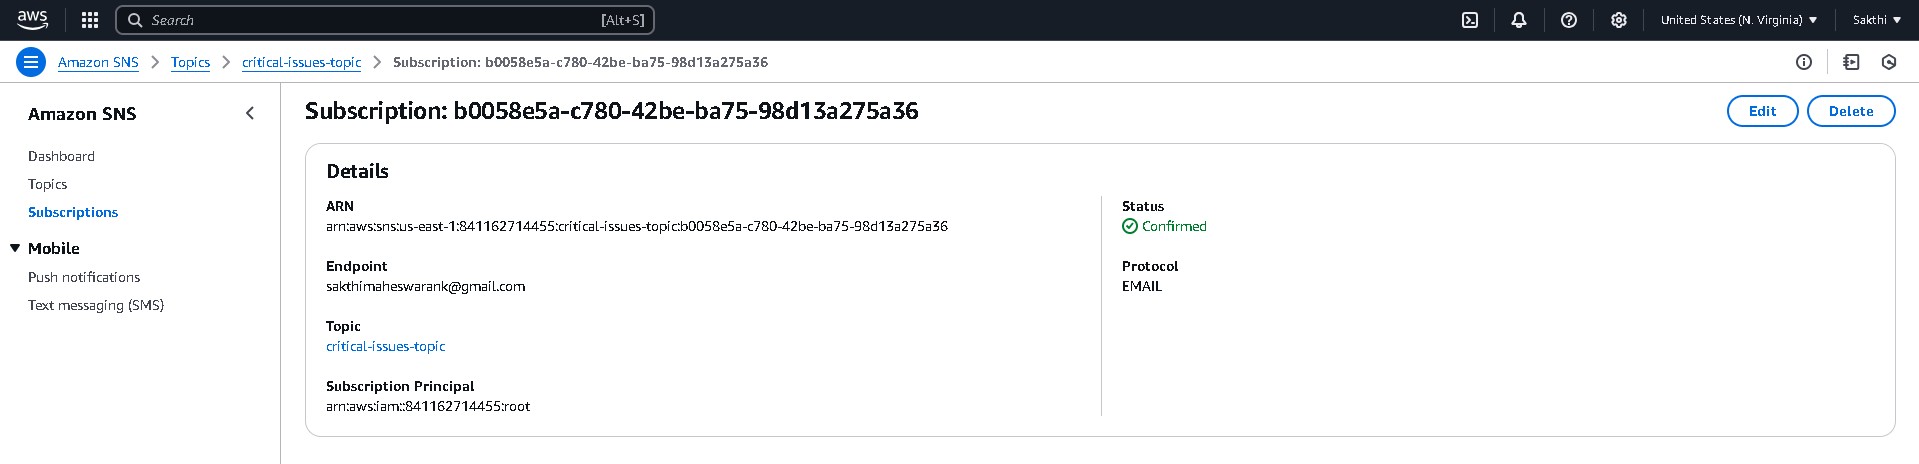 aws
Search [Alt+S]
United States (N. Virginia) Sakthi
Amazon SNS Topics critical-issues-topic Subscription: b0058e5a-c780-42be-ba75-98d13a275a36
Amazon SNS
Dashboard
Topics
Subscriptions
Mobile
Push notifications
Text messaging (SMS)
Subscription: b0058e5a-c780-42be-ba75-98d13a275a36
Edit Delete
Details
ARN
arn:aws:sns:us-east-1:841162714455:critical-issues-topic:b0058e5a-c780-42be-ba75-98d13a275a36
Endpoint
sakthimaheswarank@gmail.com
Topic
critical-issues-topic
Subscription Principal
arn:aws:iam::841162714455:root
Status
Confirmed
Protocol
EMAIL